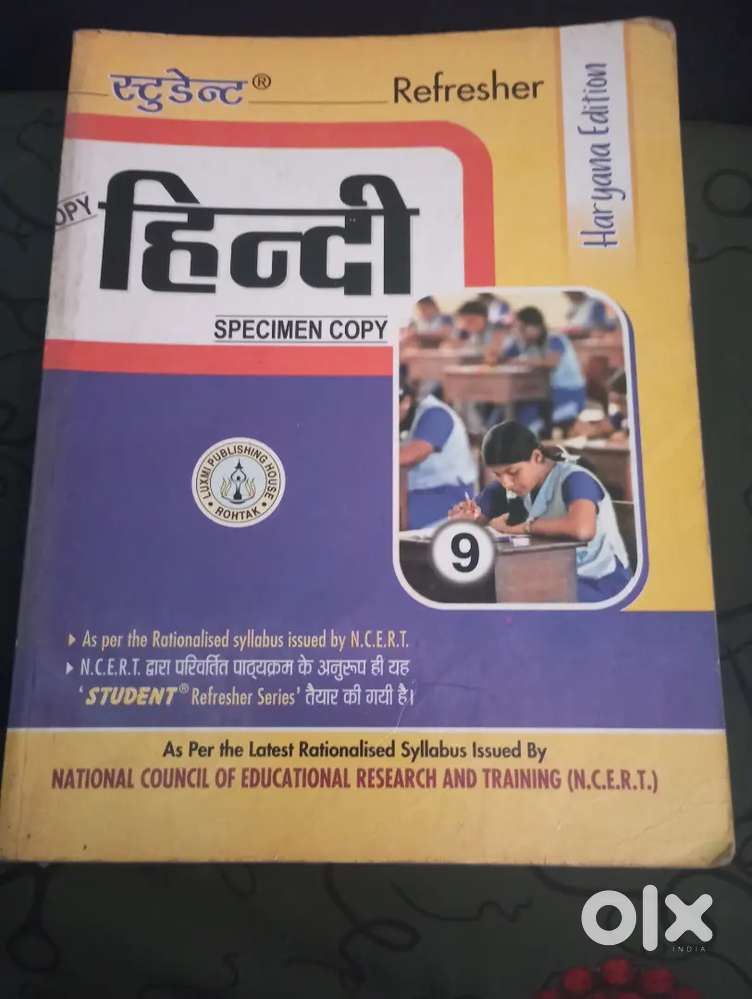 स्टुडेन्ट® Refresher
Haryana Edition
OPY
हिन्दी
SPECIMEN COPY
LUXMI PUBLISHING HOUSE
• ROHTAK •
9
As per the Rationalised syllabus issued by N.C.E.R.T.
N.C.E.R.T. द्वारा परिवर्तित पाठ्यक्रम के अनुरूप ही यह
'STUDENT® Refresher Series' तैयार की गयी है।
As Per the Latest Rationalised Syllabus Issued By
NATIONAL COUNCIL OF EDUCATIONAL RESEARCH AND TRAINING (N.C.E.R.T.)
olx
INDIA